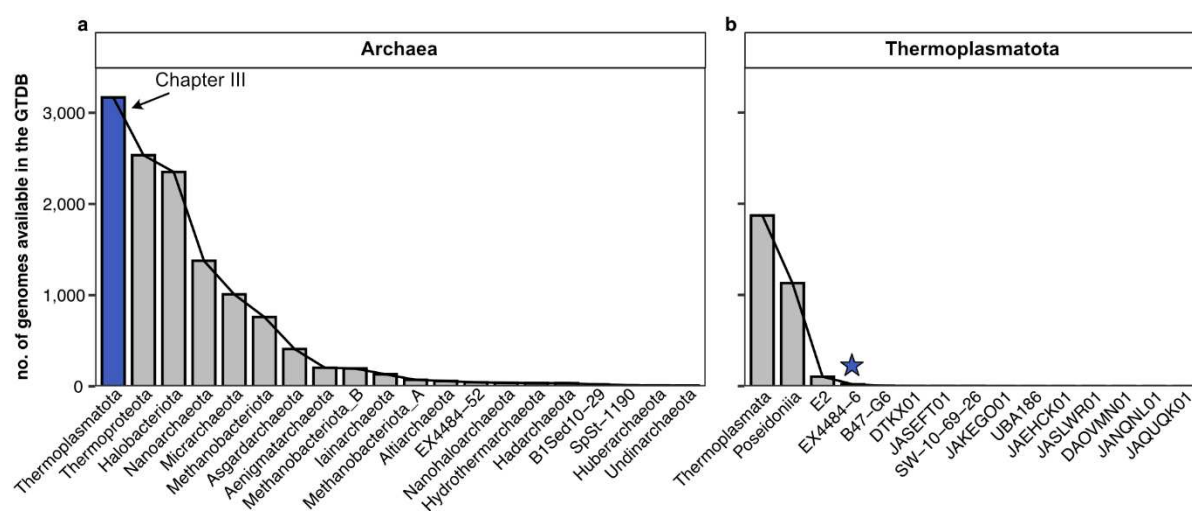 a
Archaea
Chapter III
no. of genomes available in the GTDB
3,000
2,000
1,000
0
Thermoplasmatota
Thermoproteota
Halobacteriota
Nanoarchaeota
Micrarchaeota
Methanobacteriota
Asgardarchaeota
Aenigmatarchaeota
Methanobacteriota_B
Iainarchaeota
Methanobacteriota_A
Altiarchaeota
EX4484−52
Nanohaloarchaeota
Hydrothermarchaeota
Hadarchaeota
B1Sed10−29
SpSt−1190
Huberarchaeota
Undinarchaeota
b
Thermoplasmatota
Thermoplasmata
Poseidoniia
E2
EX4484−6
B47−G6
DTKX01
JASEFT01
SW−10−69−26
JAKEGO01
UBA186
JAEHCK01
JASLWR01
DAOVMN01
JANQNL01
JAQUQK01